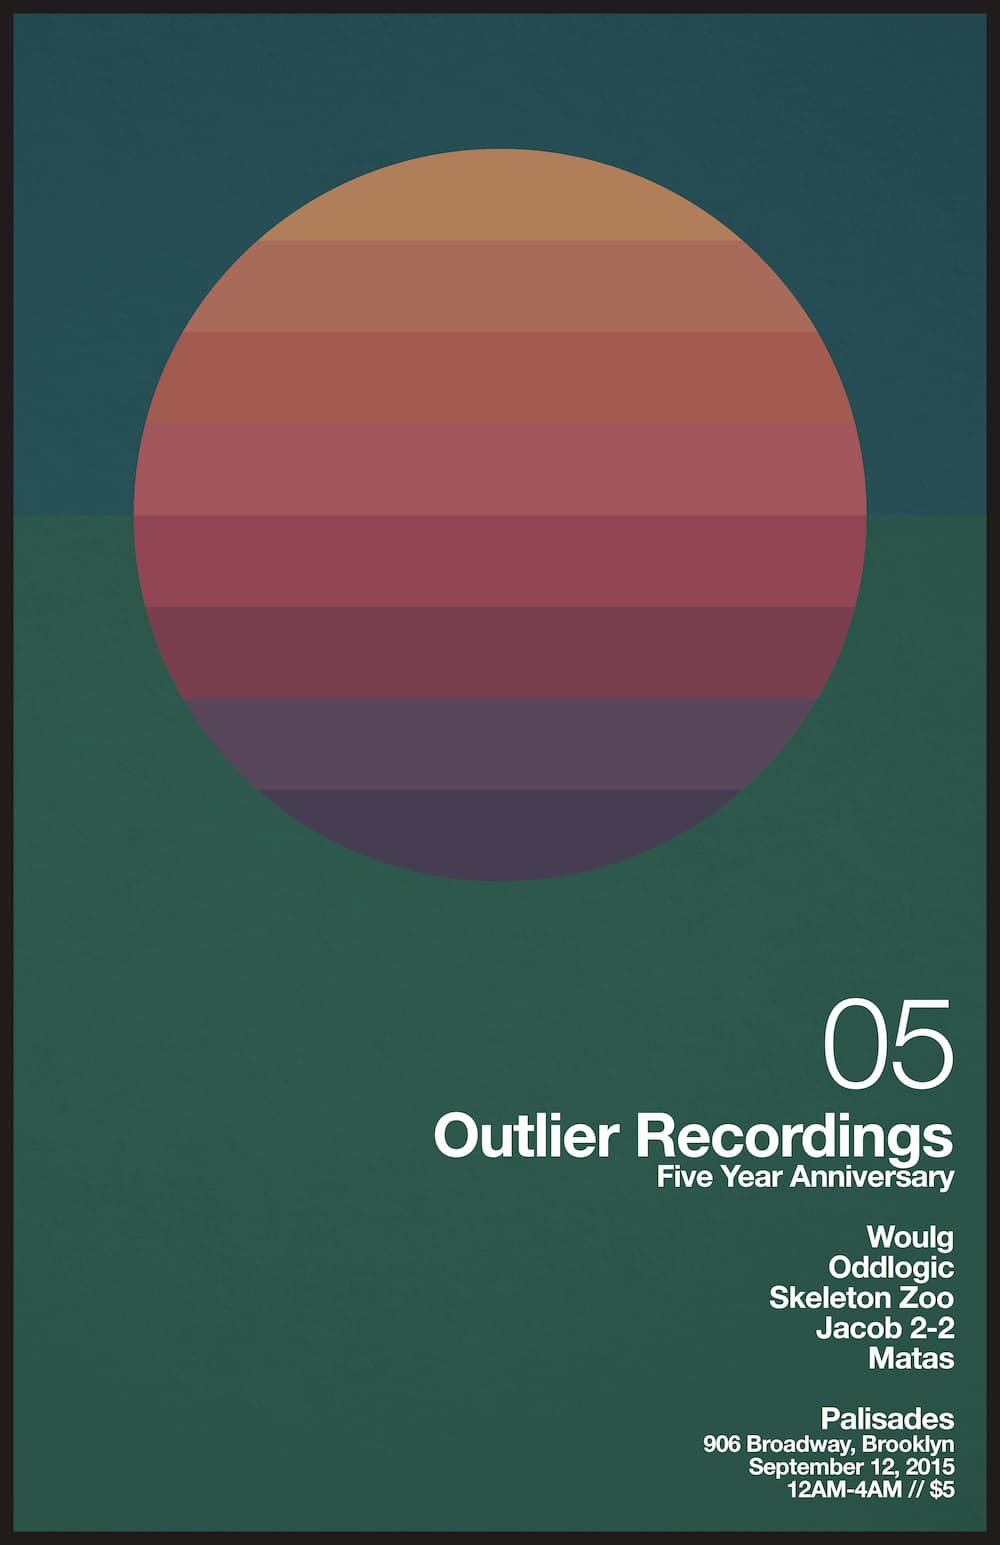 05
Outlier Recordings
Five Year Anniversary
Woulg
Oddlogic
Skeleton Zoo
Jacob 2-2
Matas
Palisades
906 Broadway, Brooklyn
September 12, 2015
12AM-4AM // $5